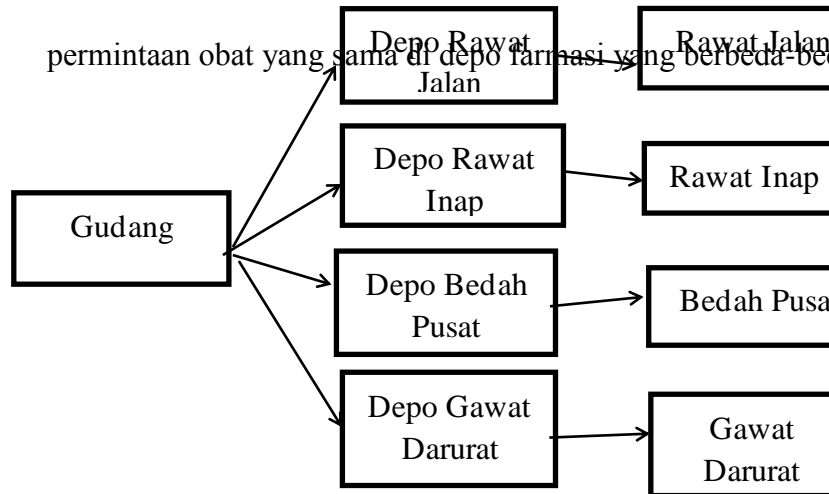 permintaan obat yang sama di depo farmasi yang
Depo Rawat
Jalan
Rawat Jalan
Depo Rawat
Inap
Rawat Inap
Gudang
Depo Bedah
Pusat
Bedah Pusa
Depo Gawat
Darurat
Gawat
Darurat